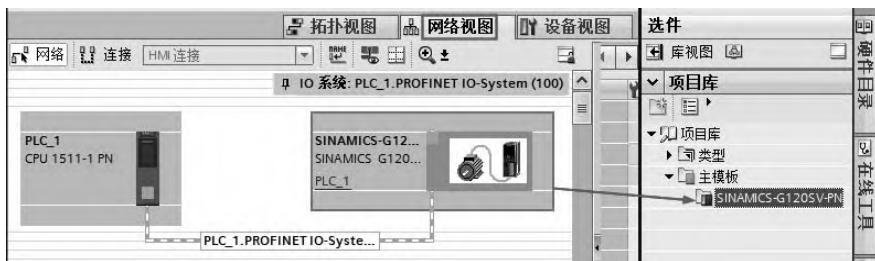 拓扑视图 网络视图 设备视图 选件
网络 连接 HMI 连接 库视图
IO 系统: PLC_1.PROFINET IO-System (100) 项目库
PLC_1
CPU 1511-1 PN
SINAMICS-G12...
SINAMICS G120...
PLC_1
项目库
类型
主模板
SINAMICS-G120SV-PN
PLC_1.PROFINET IO-Syste...
硬件目录
在线工具